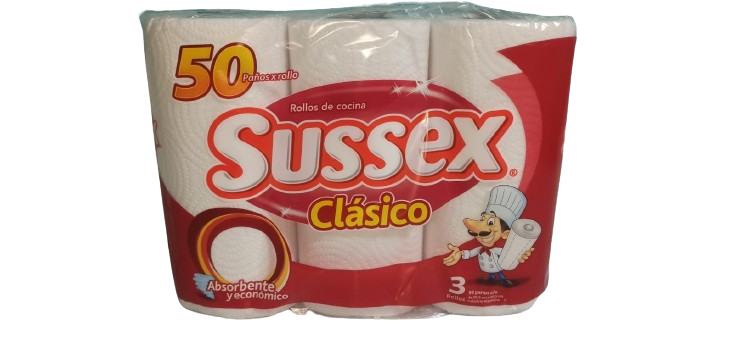 50
Paños x rollo
Rollos de cocina
Sussex®
Clásico
Absorbente
y económico
3
Rollos